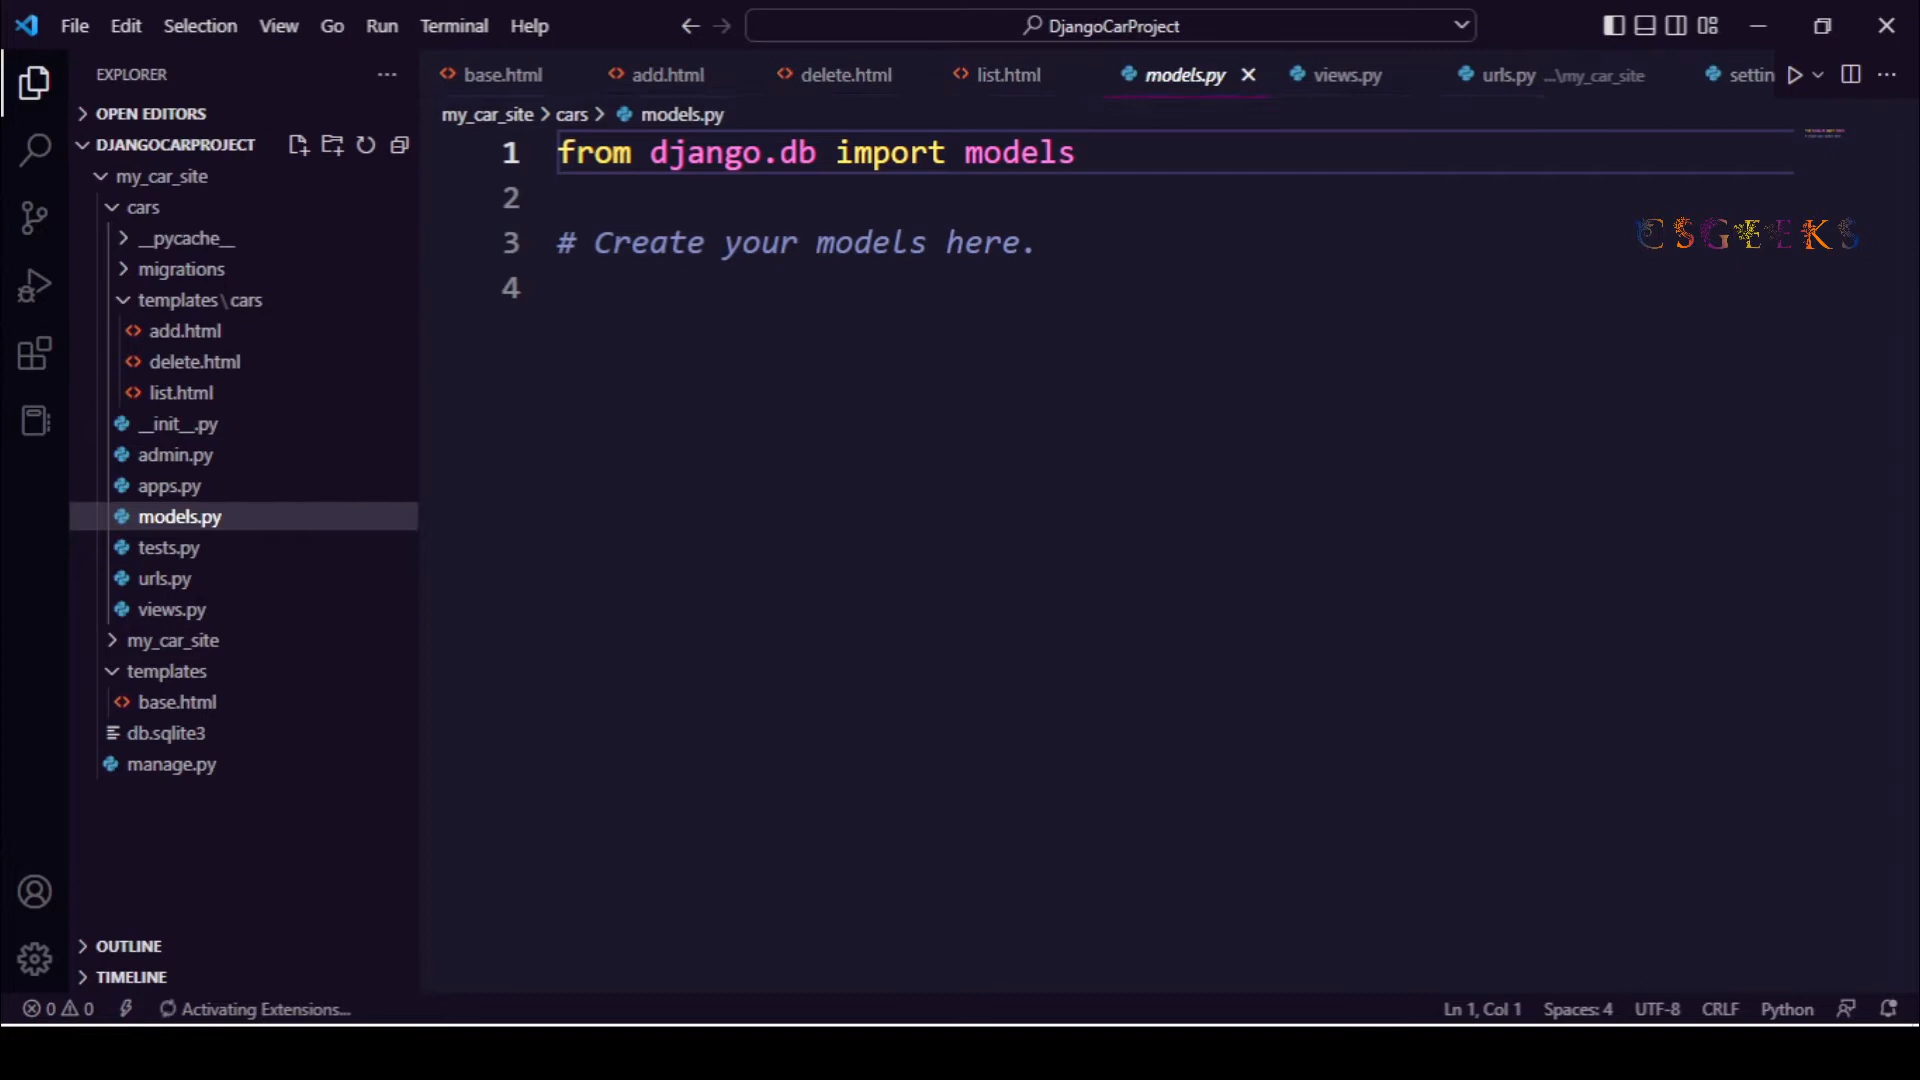 File Edit Selection View Go Run Terminal Help
DjangoCarProject
EXPLORER
base.html
add.html
delete.html
list.html
models.py
views.py
urls.py ...\my_car_site
settin
OPEN EDITORS
DJANGOCARPROJECT
my_car_site
cars
__pycache__
migrations
templates\cars
add.html
delete.html
list.html
__init__.py
admin.py
apps.py
models.py
tests.py
urls.py
views.py
my_car_site
templates
base.html
db.sqlite3
manage.py
OUTLINE
TIMELINE
my_car_site > cars > models.py
1 from django.db import models
2
3 # Create your models here.
4
CSGEEKS
0 0 Activating Extensions...
Ln 1, Col 1 Spaces: 4 UTF-8 CRLF Python